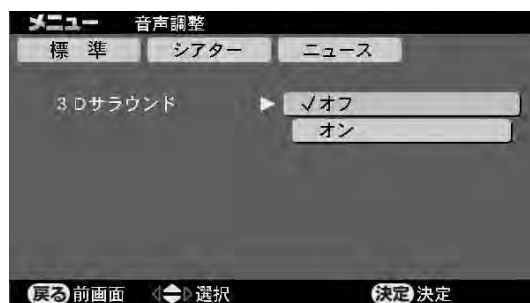 メニュー 音声調整
標 準 シアター ニュース
3Dサラウンド ▶ √オフ
オン
戻る 前画面 選択 決定 決定